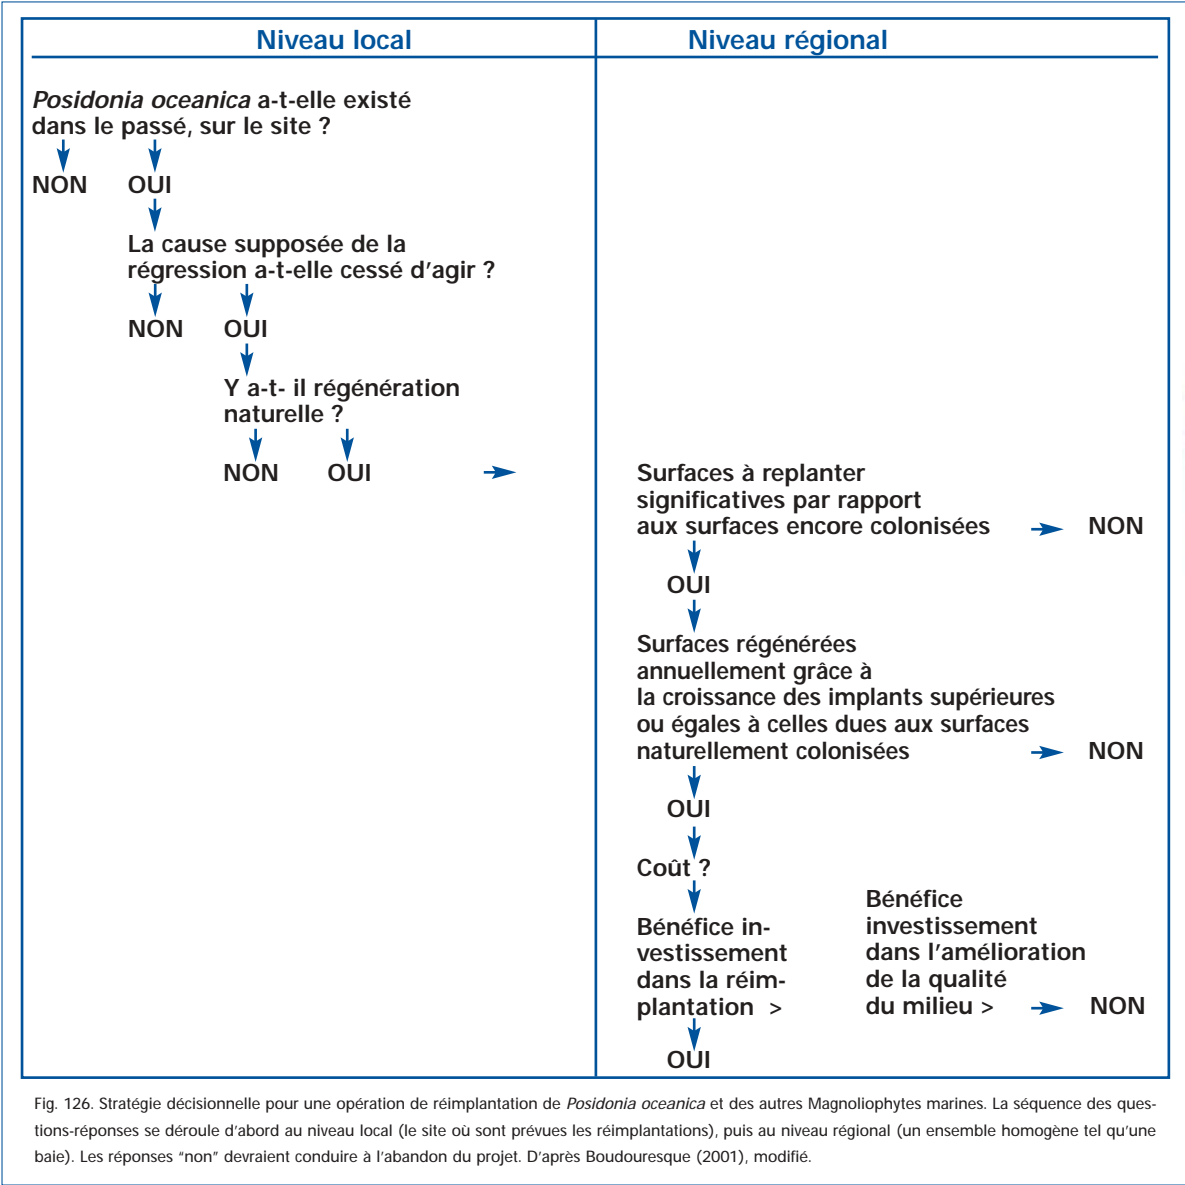 Niveau local
Niveau régional
Posidonia oceanica a-t-elle existé
dans le passé, sur le site ?
NON OUI
La cause supposée de la
régression a-t-elle cessé d'agir ?
NON OUI
Y a-t- il régénération
naturelle ?
NON OUI
Surfaces à replanter
significatives par rapport
aux surfaces encore colonisées NON
OUI
Surfaces régénérées
annuellement grâce à
la croissance des implants supérieures
ou égales à celles dues aux surfaces
naturellement colonisées NON
OUI
Coût ?
Bénéfice in-
vestissement
dans la réim-
plantation >
Bénéfice
investissement
dans l'amélioration
de la qualité
du milieu > NON
OUI
Fig. 126. Stratégie décisionnelle pour une opération de réimplantation de Posidonia oceanica et des autres Magnoliophytes marines. La séquence des ques-
tions-réponses se déroule d'abord au niveau local (le site où sont prévues les réimplantations), puis au niveau régional (un ensemble homogène tel qu'une
baie). Les réponses "non" devraient conduire à l'abandon du projet. D'après Boudouresque (2001), modifié.